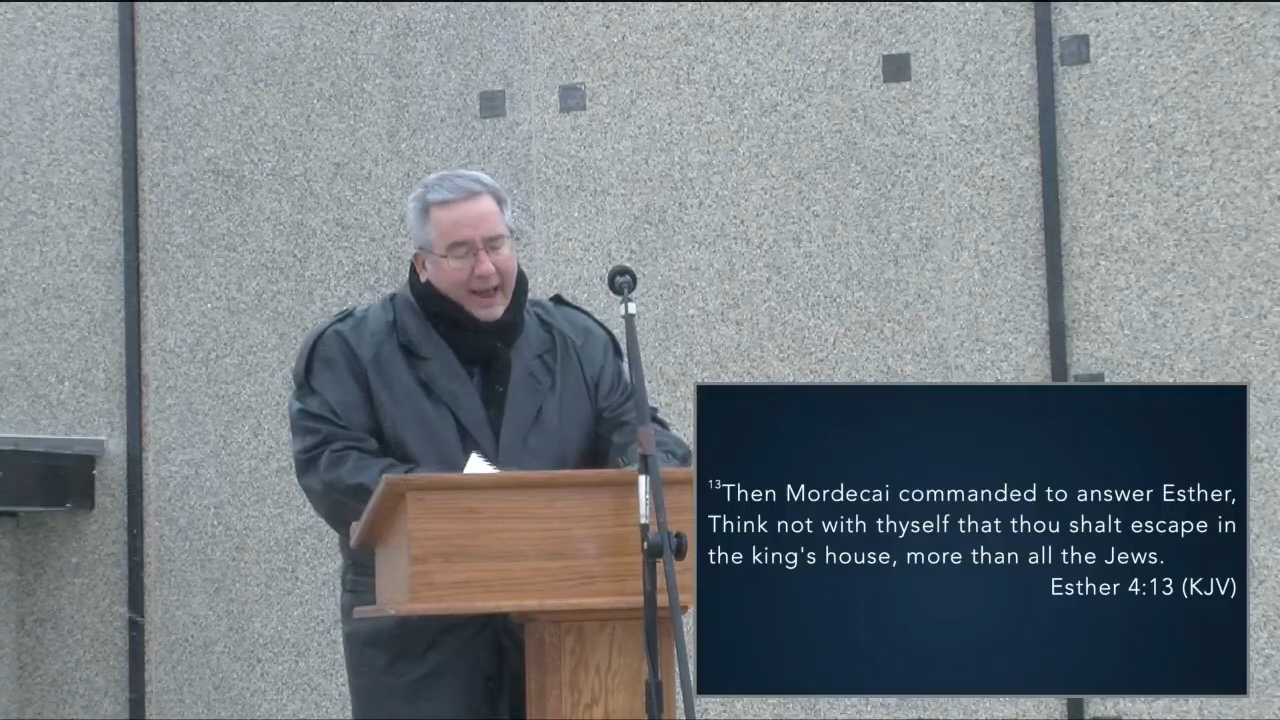 ¹³Then Mordecai commanded to answer Esther,
Think not with thyself that thou shalt escape in
the king's house, more than all the Jews.
Esther 4:13 (KJV)